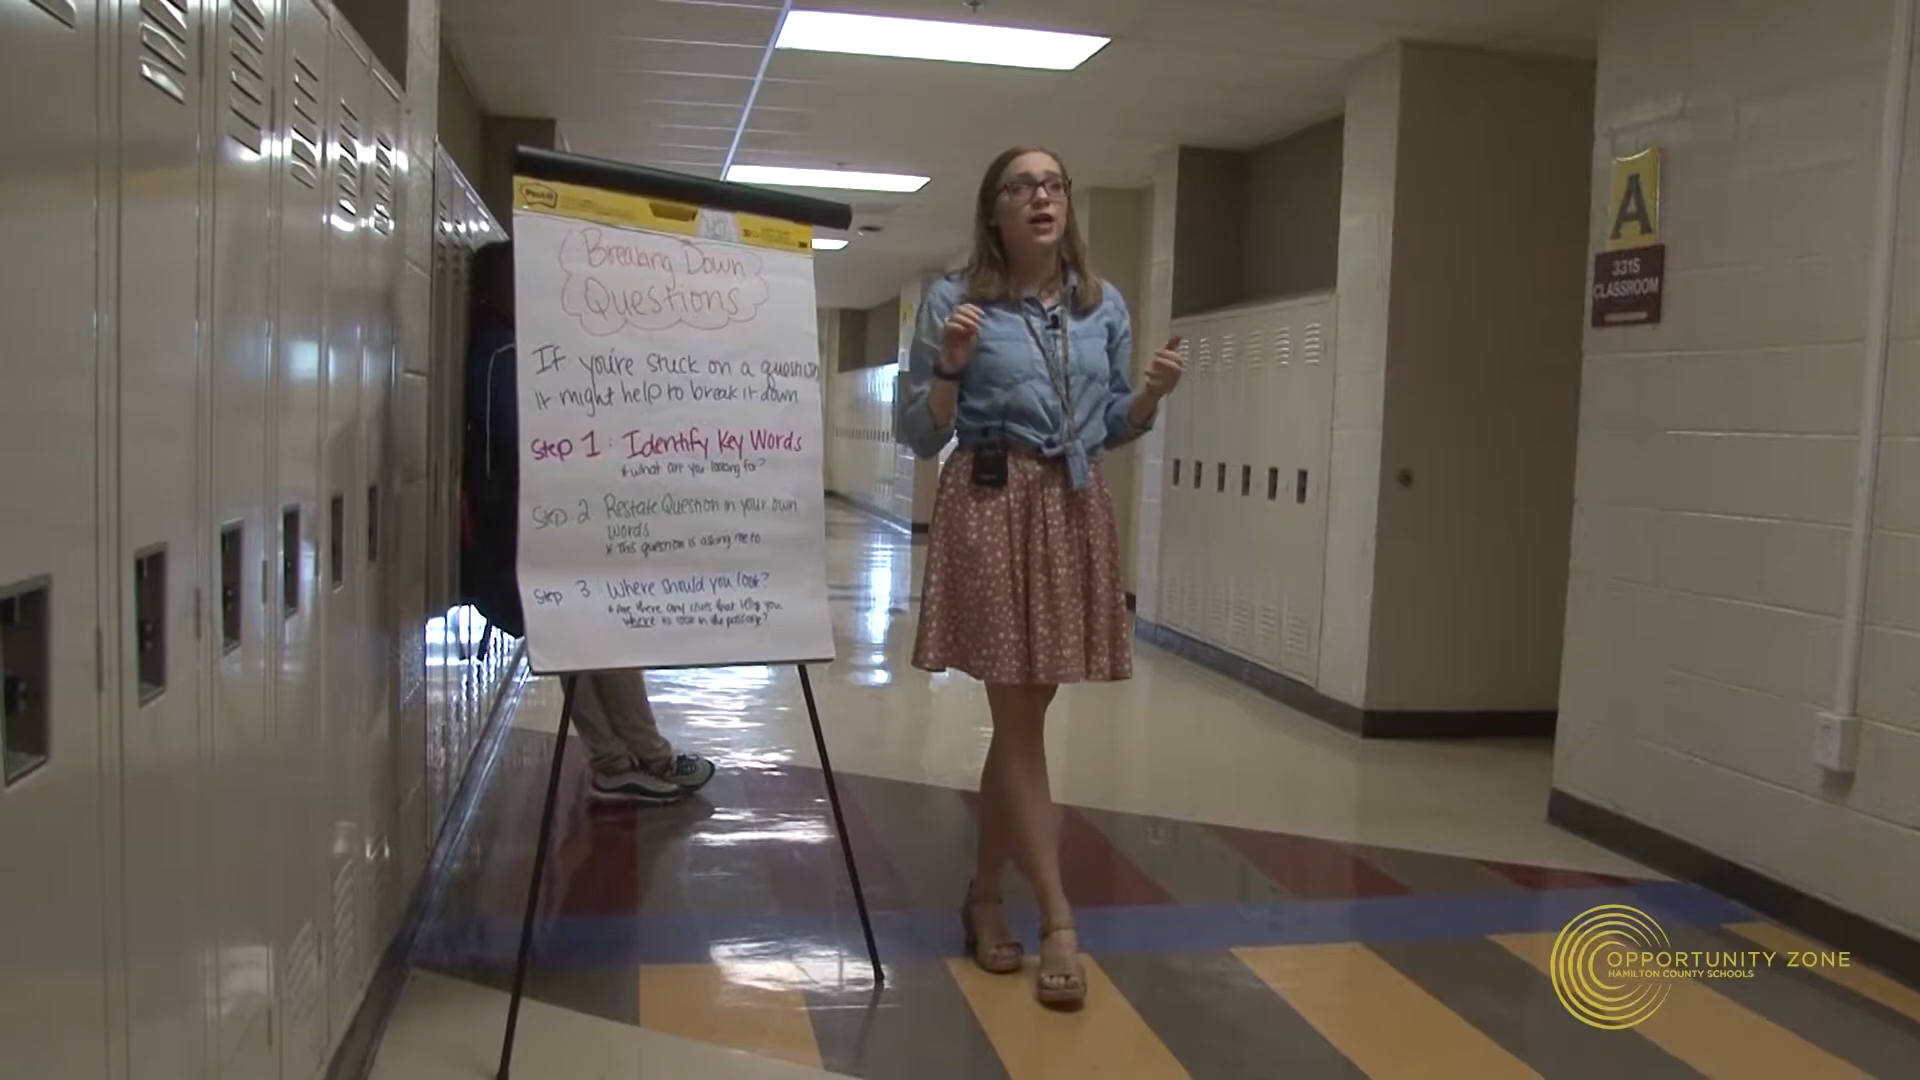 Post-it
Breaking Down
Questions
If you're stuck on a question
it might help to break it down
Step 1: Identify Key Words
*what are you looking for?
Step 2 Restate Question in your own
words
* This question is asking me to
Step 3 Where should you look?
* Are there any clues that help you
where to look in the passage?
A
331S
CLASSROOM
OPPORTUNITY ZONE
HAMILTON COUNTY SCHOOLS